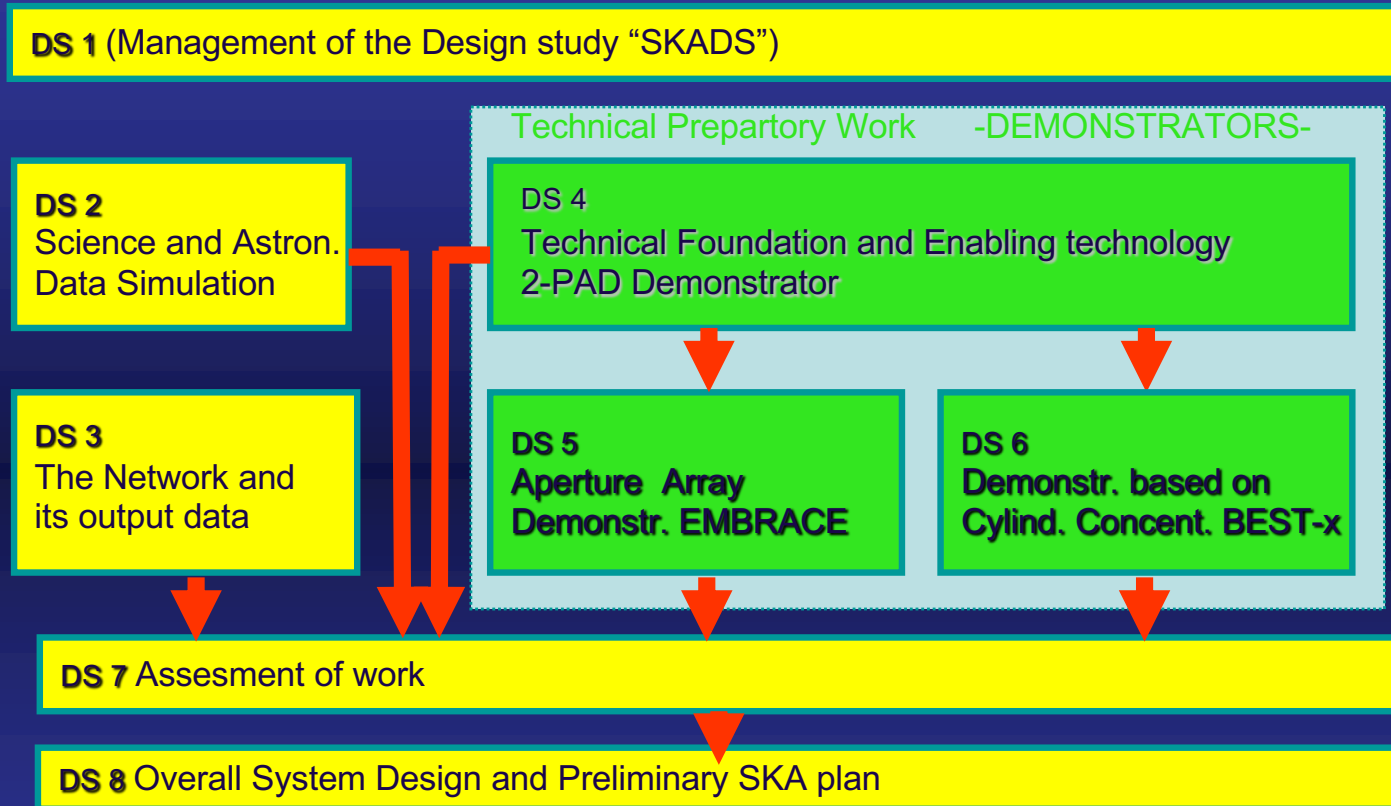 DS 1 (Management of the Design study “SKADS”)
Technical Prepartory Work -DEMONSTRATORS-
DS 2
Science and Astron.
Data Simulation
DS 4
Technical Foundation and Enabling technology
2-PAD Demonstrator
DS 3
The Network and
its output data
DS 5
Aperture Array
Demonstr. EMBRACE
DS 6
Demonstr. based on
Cylind. Concent. BEST-x
DS 7 Assesment of work
DS 8 Overall System Design and Preliminary SKA plan